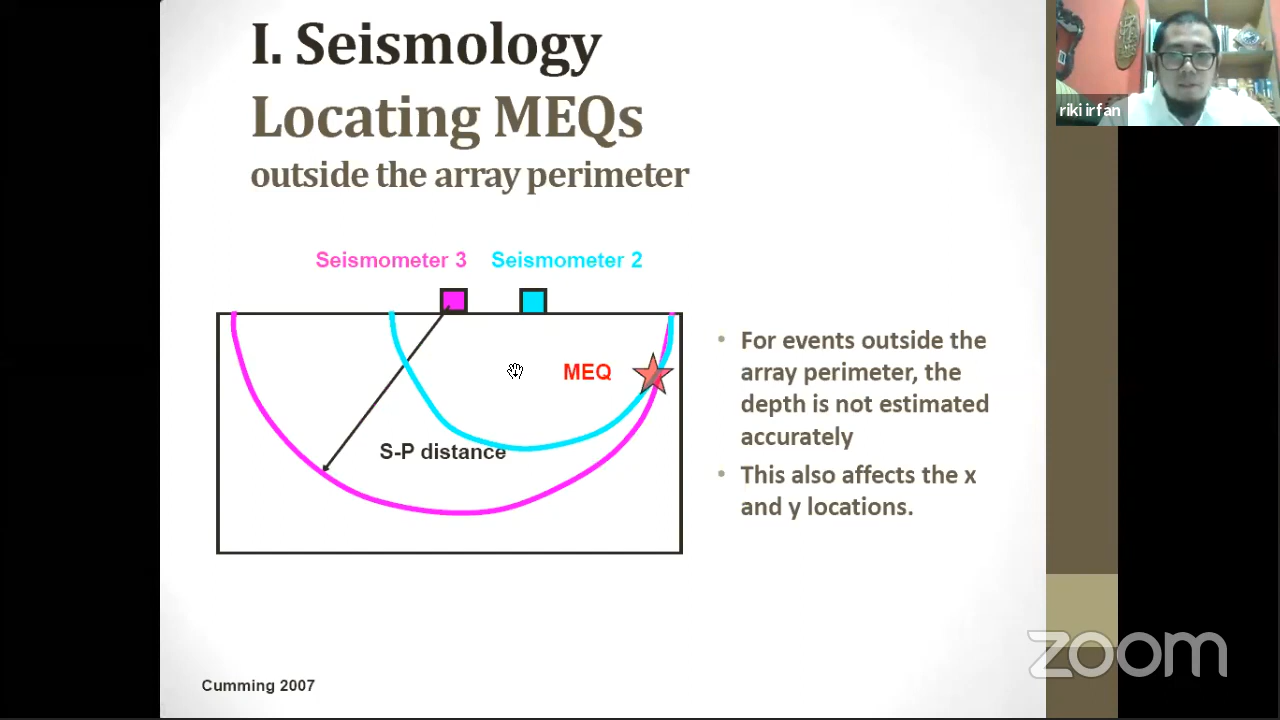 I. Seismology
Locating MEQs
outside the array perimeter
riki irfan
Seismometer 3
Seismometer 2
MEQ
S-P distance
• For events outside the
array perimeter, the
depth is not estimated
accurately
• This also affects the x
and y locations.
Cumming 2007
zoom